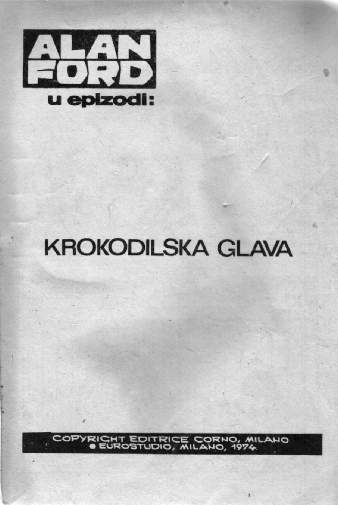 ALAN
FORD
u epizodi:
KROKODILSKA GLAVA
COPYRIGHT EDITRICE CORNO, MILANO
• EUROSTUDIO, MILANO, 1974.